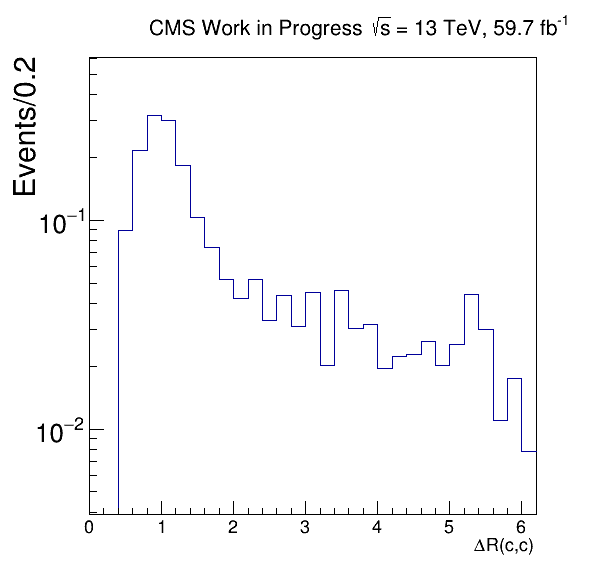 CMS Work in Progress √s = 13 TeV, 59.7 fb⁻¹
Events/0.2
10⁻¹
10⁻²
0 1 2 3 4 5 6
ΔR(c,c)